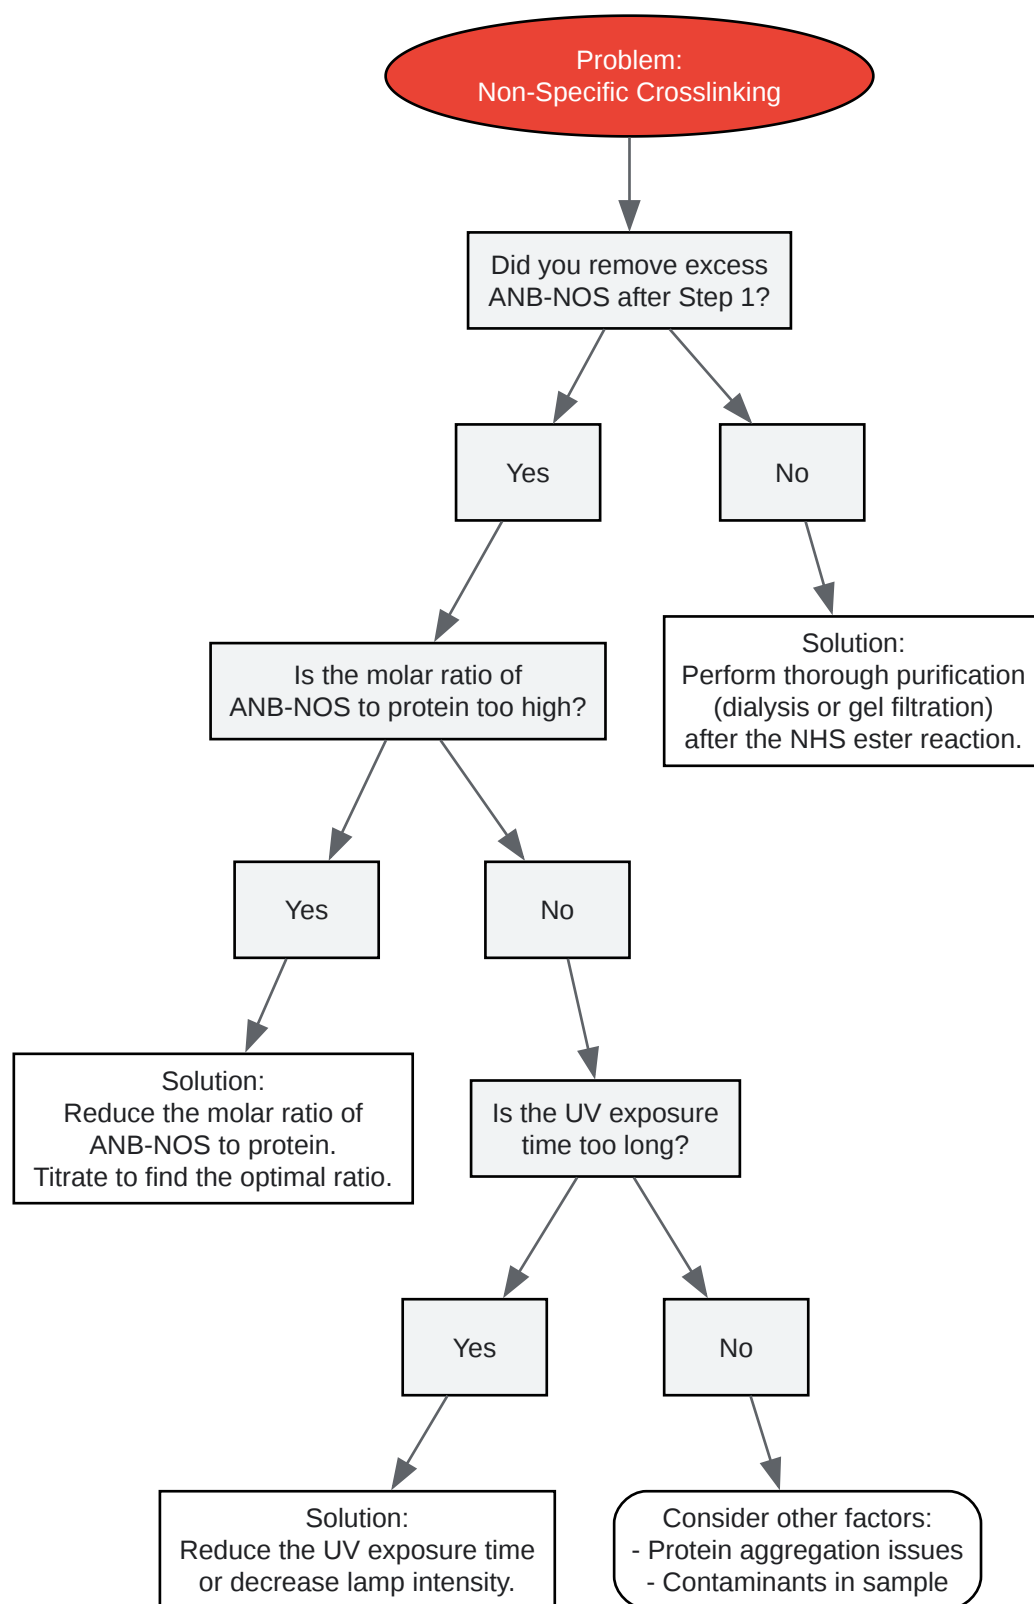 Problem:
Non-Specific Crosslinking
Did you remove excess
ANB-NOS after Step 1?
Yes
No
Is the molar ratio of
ANB-NOS to protein too high?
Solution:
Perform thorough purification
(dialysis or gel filtration)
after the NHS ester reaction.
Yes
No
Solution:
Reduce the molar ratio of
ANB-NOS to protein.
Titrate to find the optimal ratio.
Is the UV exposure
time too long?
Yes
No
Solution:
Reduce the UV exposure time
or decrease lamp intensity.
Consider other factors:
- Protein aggregation issues
- Contaminants in sample